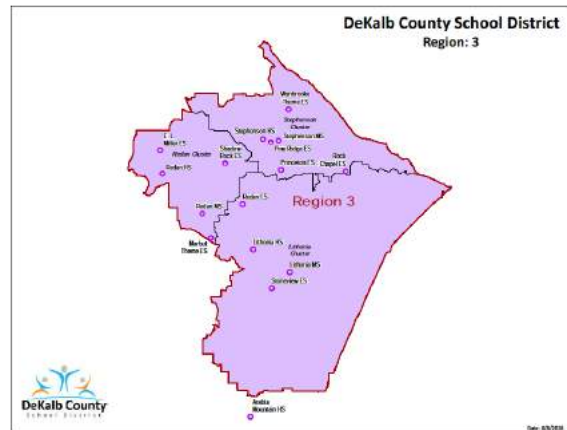 DeKalb County School District
Region: 3
Wynbrooke
Theme ES
Stephenson
Cluster
Stephenson HS
Stephenson MS
Pine Ridge ES
E. L.
Miller ES
Redan Cluster
Shadow
Rock ES
Princeton ES
Rock
Chapel ES
Redan HS
Redan MS
Redan ES
Region 3
Marbut
Theme ES
Lithonia HS
Lithonia
Cluster
Lithonia MS
Stoneview ES
Arabia
Mountain HS
DeKalb County
School District